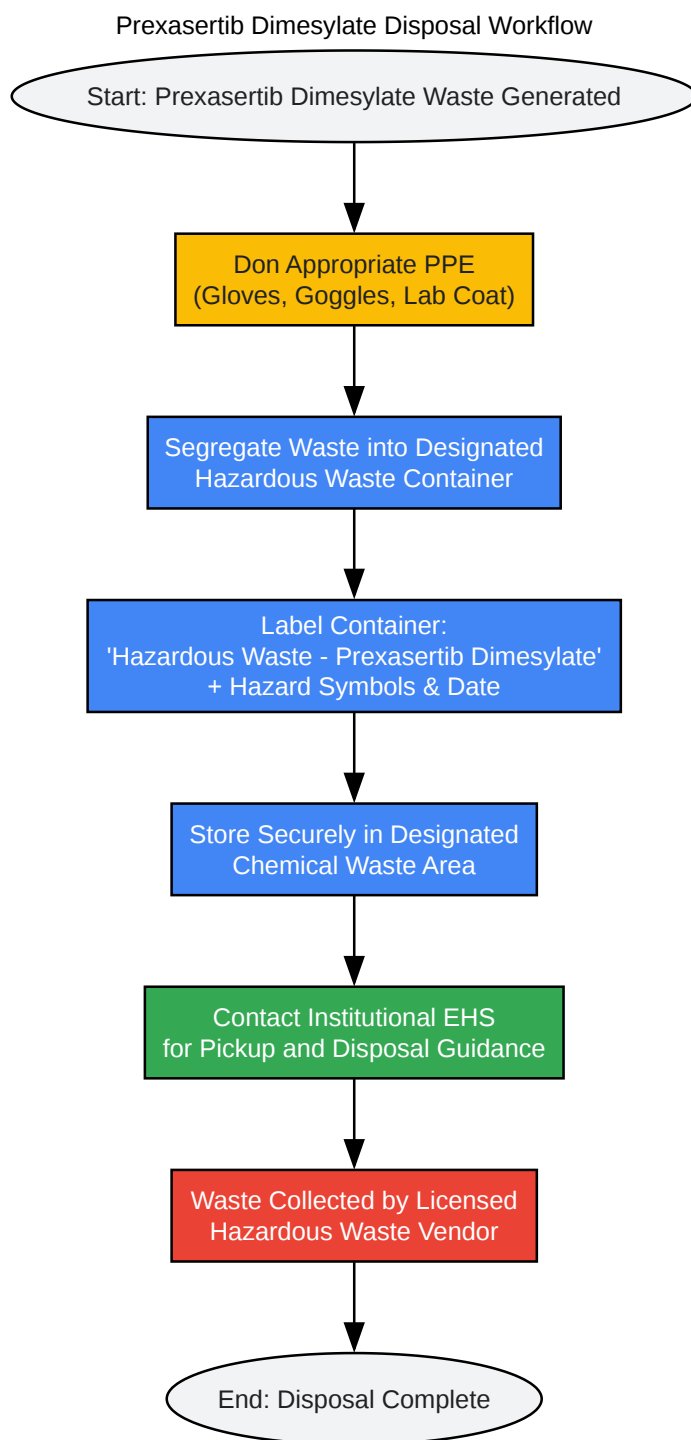 Prexasertib Dimesylate Disposal Workflow
Start: Prexasertib Dimesylate Waste Generated
Don Appropriate PPE
(Gloves, Goggles, Lab Coat)
Segregate Waste into Designated
Hazardous Waste Container
Label Container:
'Hazardous Waste - Prexasertib Dimesylate'
+ Hazard Symbols & Date
Store Securely in Designated
Chemical Waste Area
Contact Institutional EHS
for Pickup and Disposal Guidance
Waste Collected by Licensed
Hazardous Waste Vendor
End: Disposal Complete